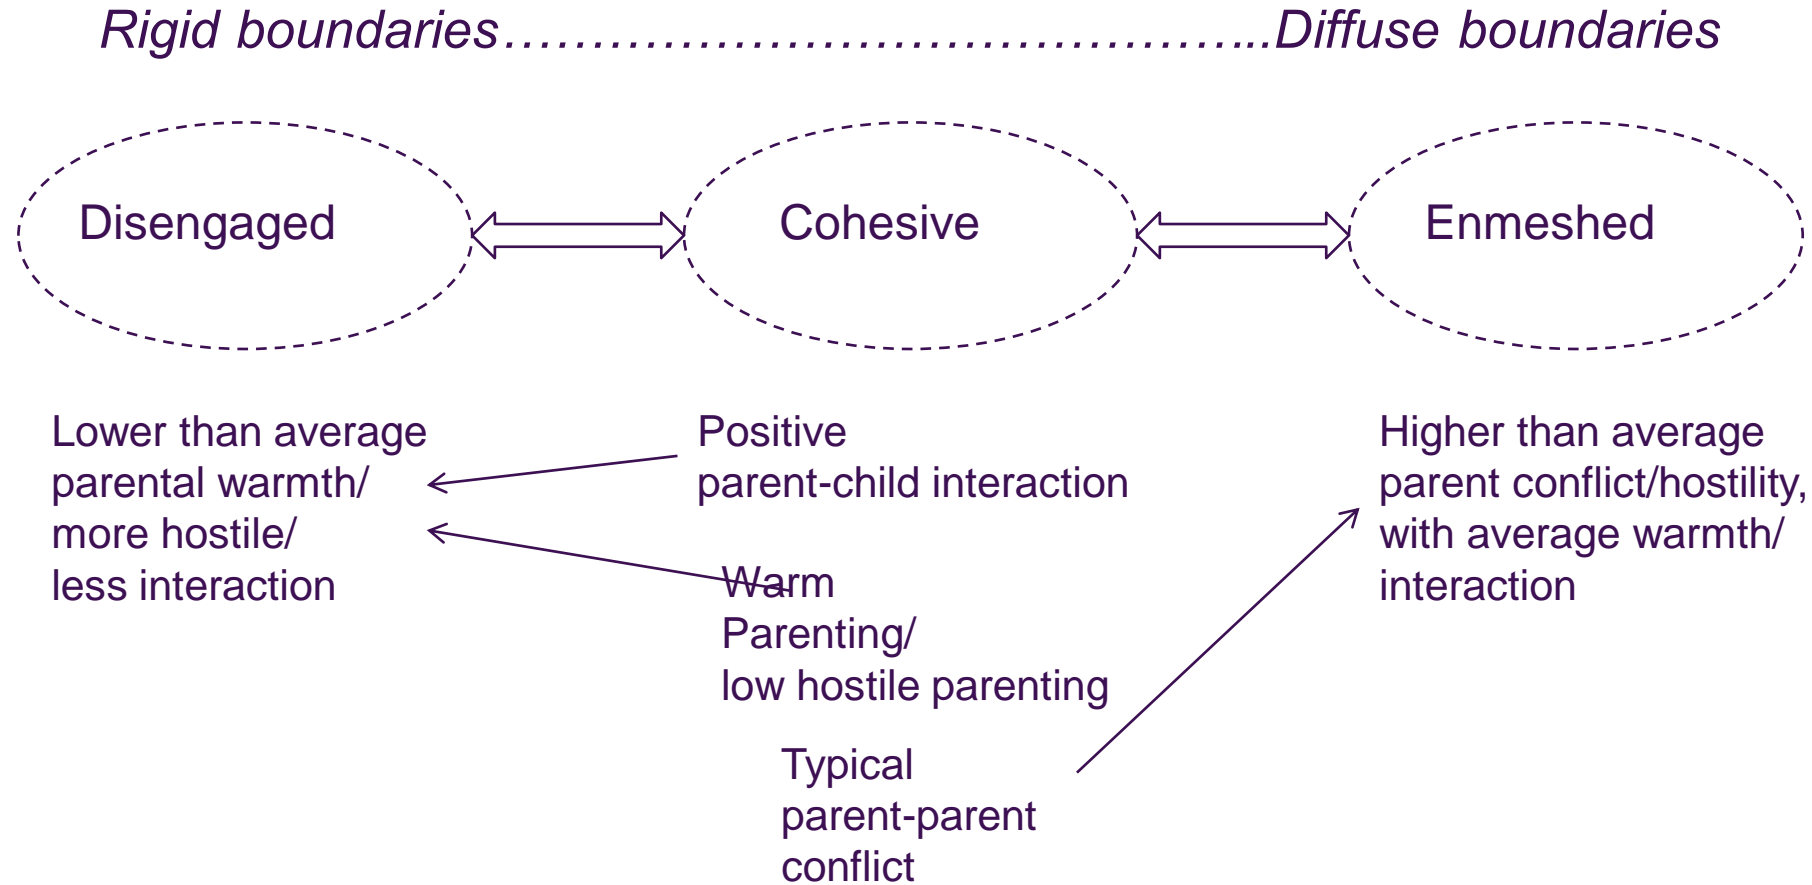 Rigid boundaries…………………………………...Diffuse boundaries
Disengaged
Cohesive
Enmeshed
Lower than average
parental warmth/
more hostile/
less interaction
Positive
parent-child interaction
Warm
Parenting/
low hostile parenting
Typical
parent-parent
conflict
Higher than average
parent conflict/hostility,
with average warmth/
interaction